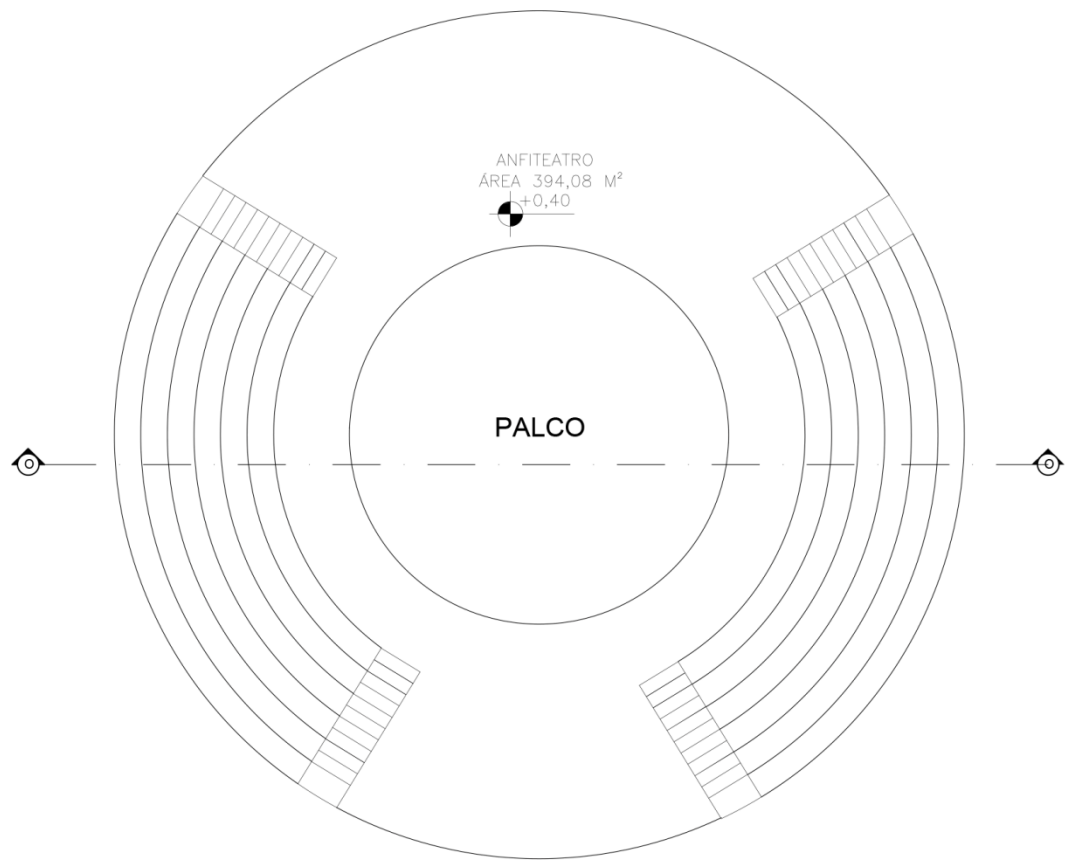 ANFITEATRO
ÁREA 394,08 M²
+0,40
PALCO
O
O